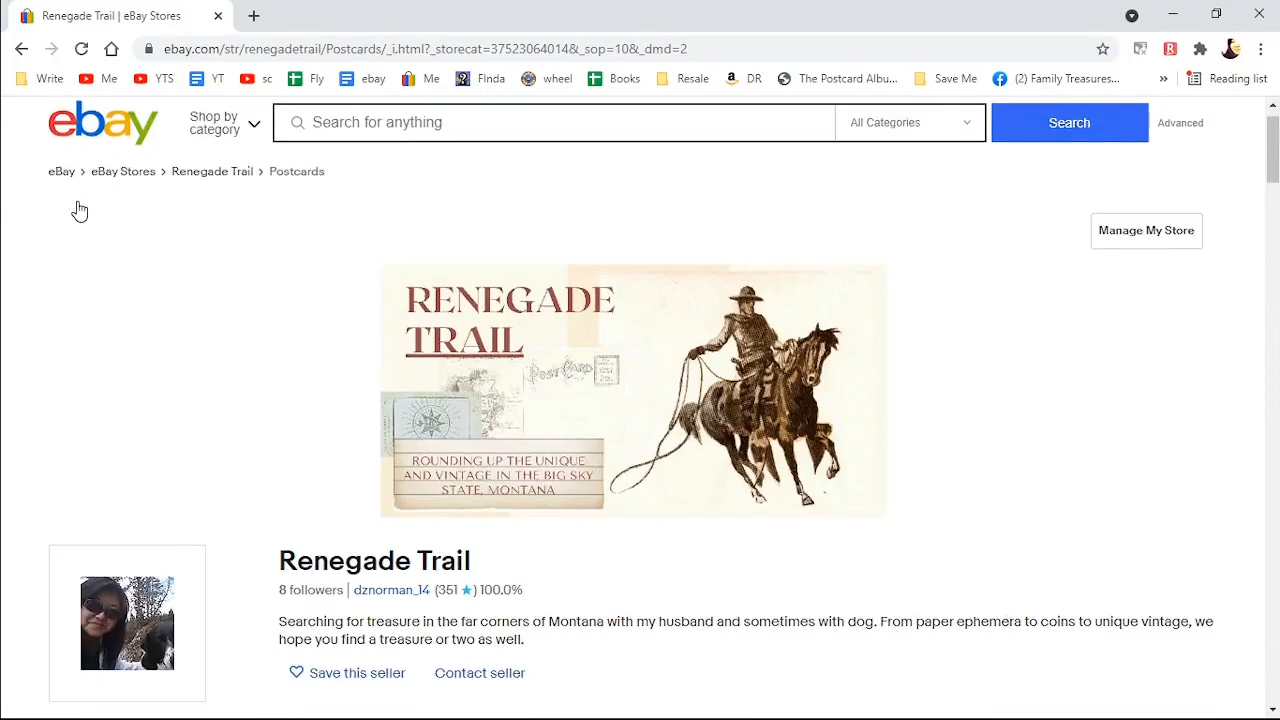 Renegade Trail | eBay Stores
ebay.com/str/renegadetrail/Postcards/_i.html?_storecat=37523064014&_sop=10&_dmd=2
Write Me YTS YT sc Fly ebay Me Finda wheel Books Resale DR The Postcard Albu... Save Me (2) Family Treasures... » Reading list
ebay
Shop by
category
Search for anything
All Categories
Search
Advanced
eBay > eBay Stores > Renegade Trail > Postcards
Manage My Store
RENEGADE
TRAIL
POST CARD
ROUNDING UP THE UNIQUE
AND VINTAGE IN THE BIG SKY
STATE, MONTANA
Renegade Trail
8 followers | dznorman_14 (351 ★) 100.0%
Searching for treasure in the far corners of Montana with my husband and sometimes with dog. From paper ephemera to coins to unique vintage, we
hope you find a treasure or two as well.
Save this seller
Contact seller